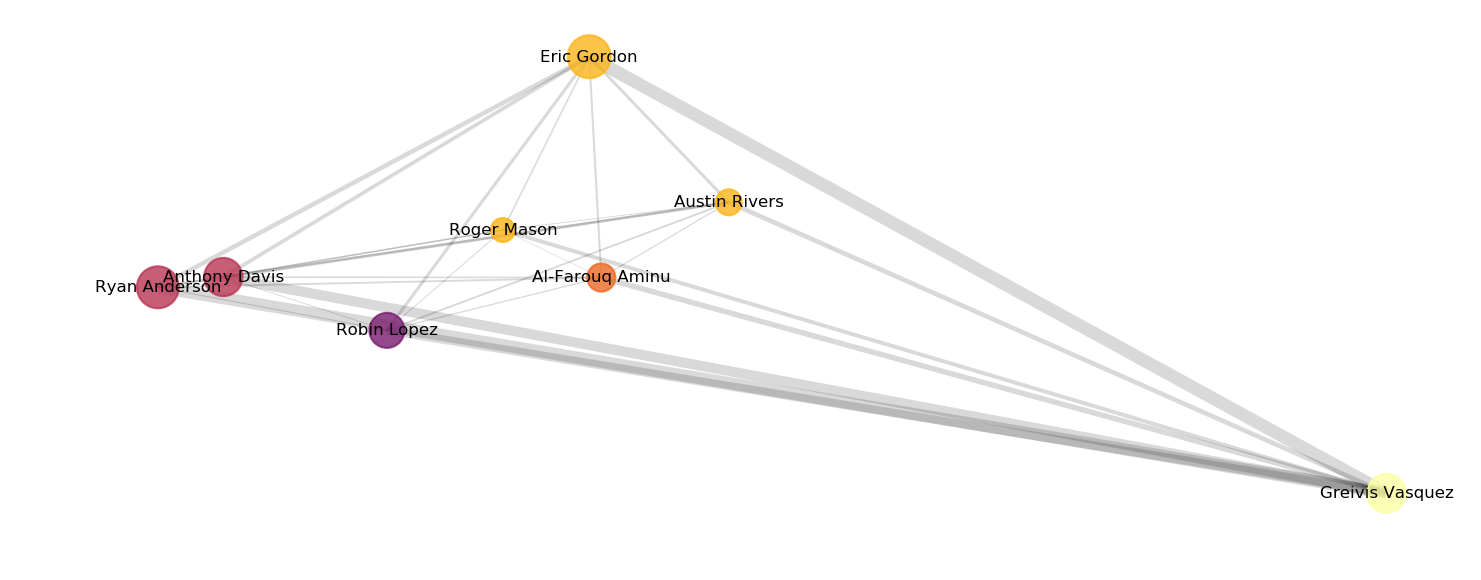 Eric Gordon
Austin Rivers
Roger Mason
Anthony Davis
Al-Farouq Aminu
Ryan Anderson
Robin Lopez
Greivis Vasquez